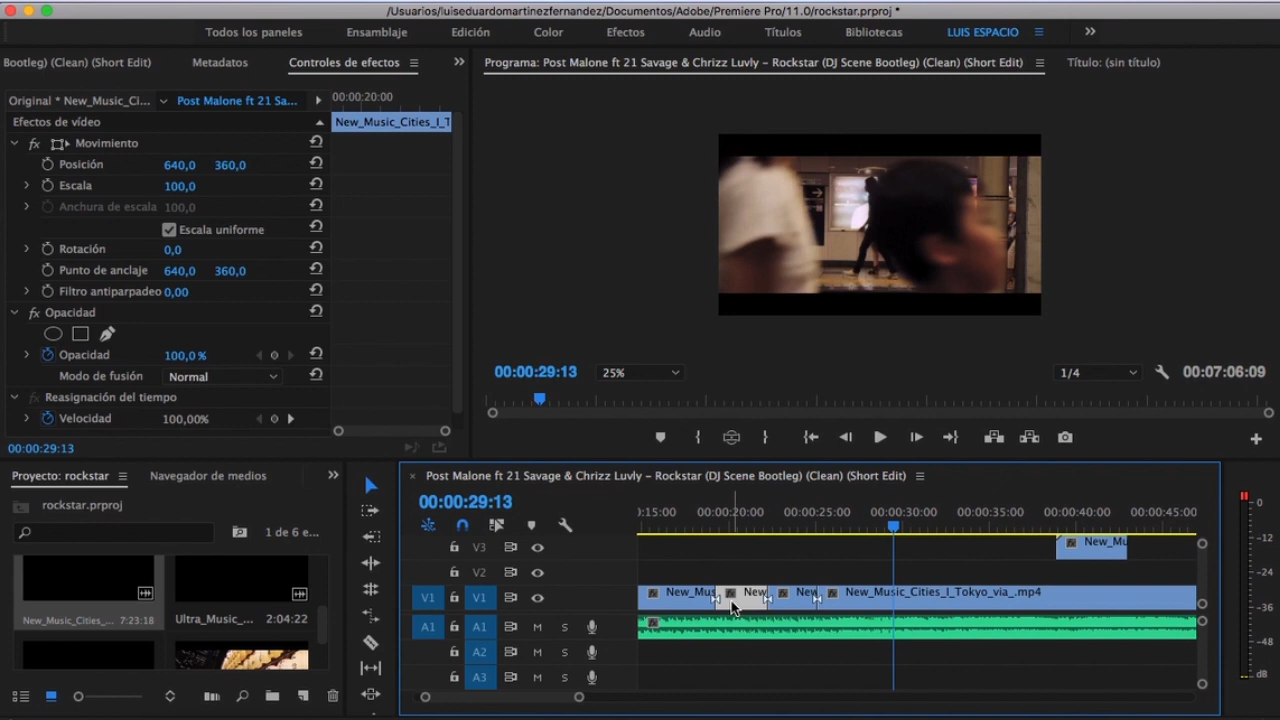 /Usuarios/luiseduardomartinezfernandez/Documentos/Adobe/Premiere Pro/11.0/rockstar.prproj *
Todos los paneles Ensamblaje Edición Color Efectos Audio Títulos Bibliotecas LUIS ESPACIO
Bootleg) (Clean) (Short Edit) Metadatos Controles de efectos
Programa: Post Malone ft 21 Savage & Chrizz Luvly – Rockstar (DJ Scene Bootleg) (Clean) (Short Edit) Título: (sin título)
Original * New_Music_Ci... Post Malone ft 21 Sa... 00:00:20:00
Efectos de vídeo New_Music_Cities_I_T
fx Movimiento
Posición 640,0 360,0
Escala 100,0
Anchura de escala 100,0
Escala uniforme
Rotación 0,0
Punto de anclaje 640,0 360,0
Filtro antiparpadeo 0,00
fx Opacidad
Opacidad 100,0 %
Modo de fusión Normal
fx Reasignación del tiempo
Velocidad 100,00%
00:00:29:13
00:00:29:13 25% 1/4 00:07:06:09
Proyecto: rockstar Navegador de medios
rockstar.prproj
1 de 6 e...
New_Music_Cities_... 7:23:18 Ultra_Music_... 2:04:22
Post Malone ft 21 Savage & Chrizz Luvly – Rockstar (DJ Scene Bootleg) (Clean) (Short Edit)
00:00:29:13
:15:00 00:00:20:00 00:00:25:00 00:00:30:00 00:00:35:00 00:00:40:00 00:00:45:00
V3 New_Mu
V2
V1 V1 New_Mus New New New_Music_Cities_I_Tokyo_via_.mp4
A1 A1 M S
A2 M S
A3 M S
0
-12
-24
-36
-48
dB